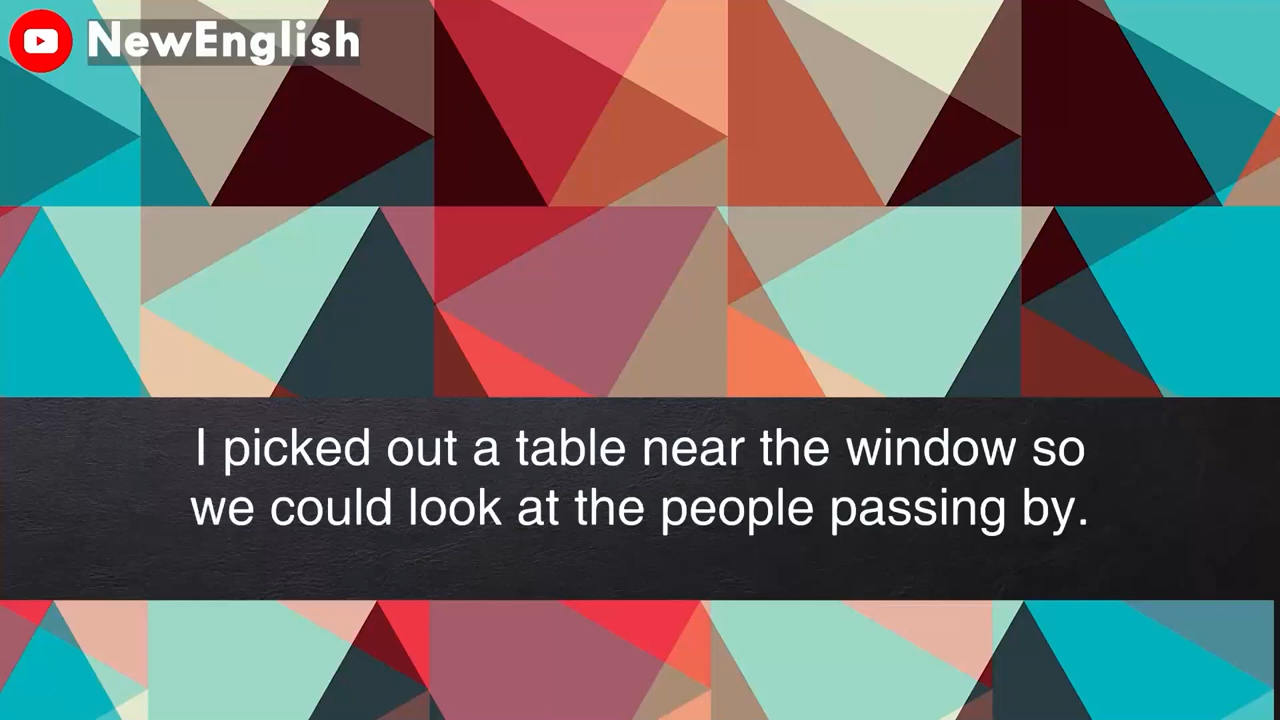 NewEnglish
I picked out a table near the window so
we could look at the people passing by.